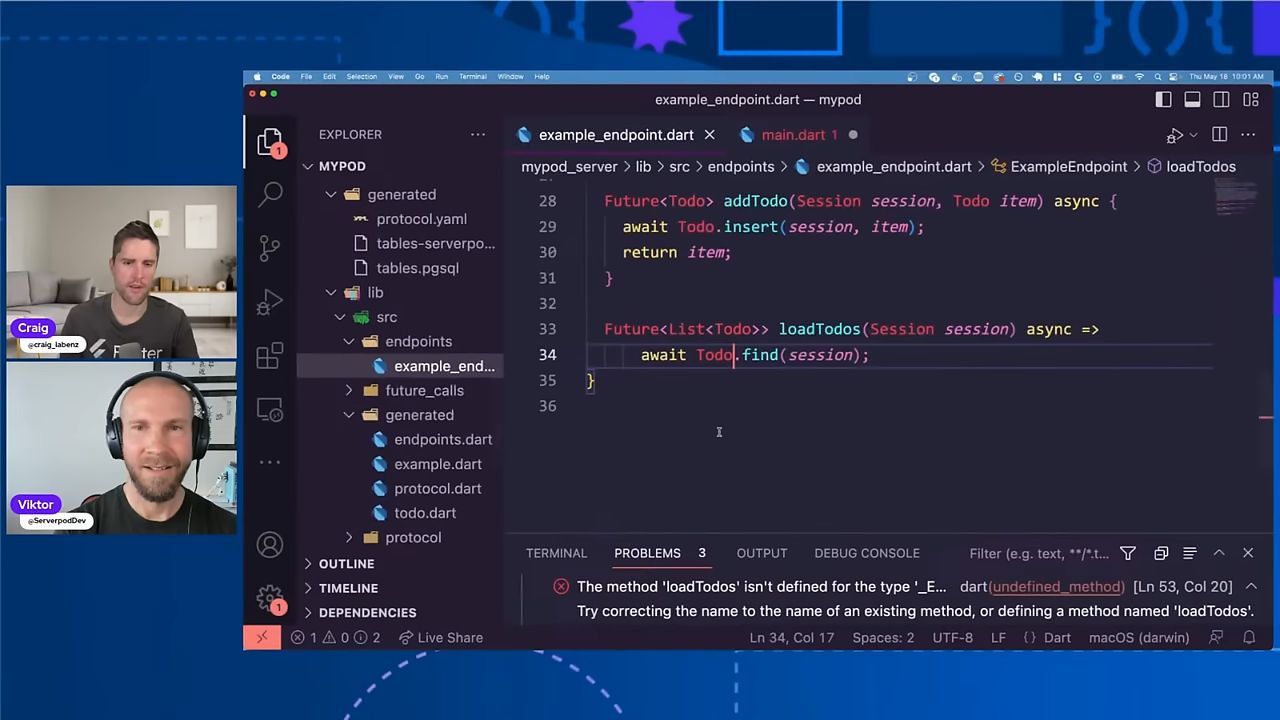 Code File Edit Selection View Go Run Terminal Window Help
Thu May 18 10:01 AM
example_endpoint.dart — mypod
EXPLORER
example_endpoint.dart
main.dart 1
mypod_server > lib > src > endpoints > example_endpoint.dart > ExampleEndpoint > loadTodos
1
MYPOD
generated
protocol.yaml
tables-serverpo...
tables.pgsql
lib
src
endpoints
example_end...
future_calls
generated
endpoints.dart
example.dart
protocol.dart
todo.dart
protocol
OUTLINE
TIMELINE
DEPENDENCIES
1
28 Future<Todo> addTodo(Session session, Todo item) async {
29 await Todo.insert(session, item);
30 return item;
31 }
32
33 Future<List<Todo>> loadTodos(Session session) async =>
34 await Todo.find(session);
35 }
36
TERMINAL PROBLEMS 3 OUTPUT DEBUG CONSOLE Filter (e.g. text, **/*.t...
The method 'loadTodos' isn't defined for the type '_E... dart(undefined_method) [Ln 53, Col 20]
Try correcting the name to the name of an existing method, or defining a method named 'loadTodos'.
1 0 2 Live Share Ln 34, Col 17 Spaces: 2 UTF-8 LF {} Dart macOS (darwin)
Craig
@craig_labenz
Viktor
@ServerpodDev